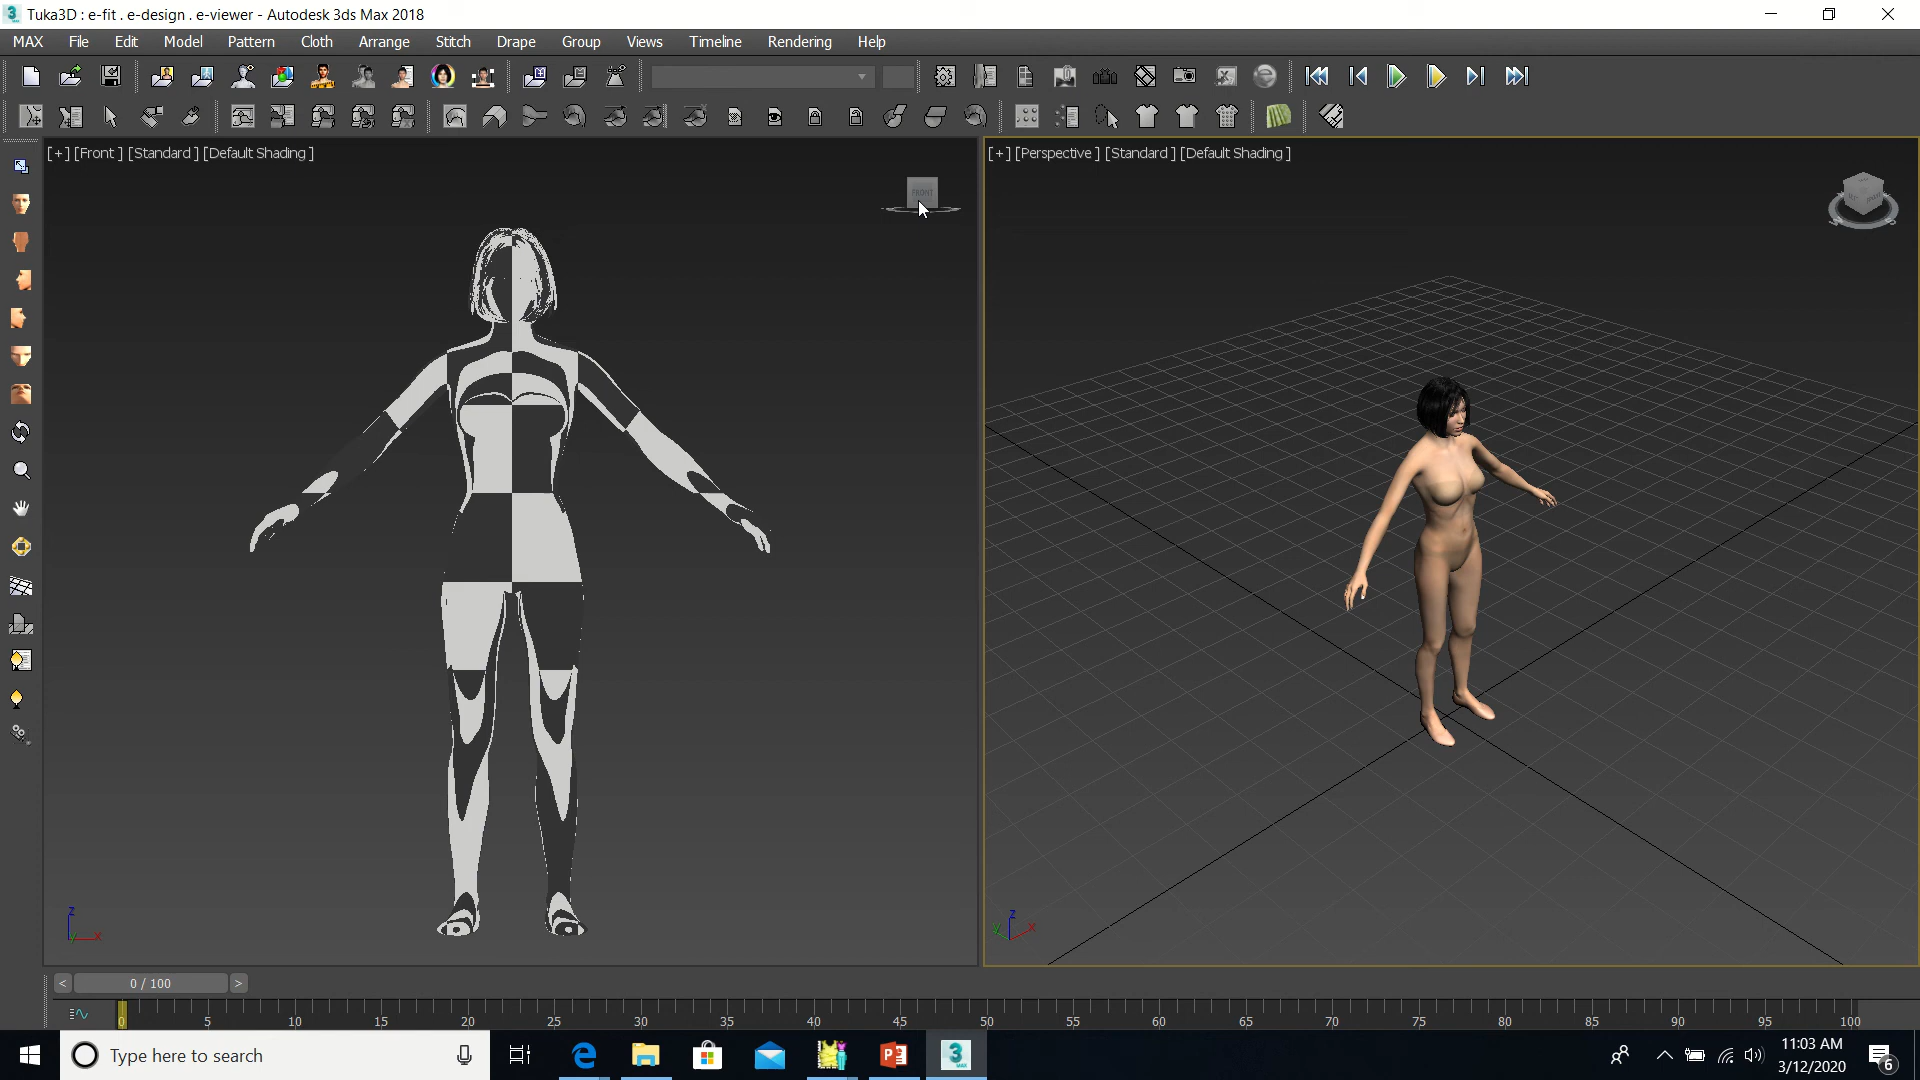 Tuka3D : e-fit . e-design . e-viewer - Autodesk 3ds Max 2018
MAX File Edit Model Pattern Cloth Arrange Stitch Drape Group Views Timeline Rendering Help
[+] [Front ] [Standard ] [Default Shading ]
[+] [Perspective ] [Standard ] [Default Shading ]
FRONT
z
x
y
z
x
y
< 0 / 100 >
0 5 10 15 20 25 30 35 40 45 50 55 60 65 70 75 80 85 90 95 100
Type here to search
11:03 AM
3/12/2020
6